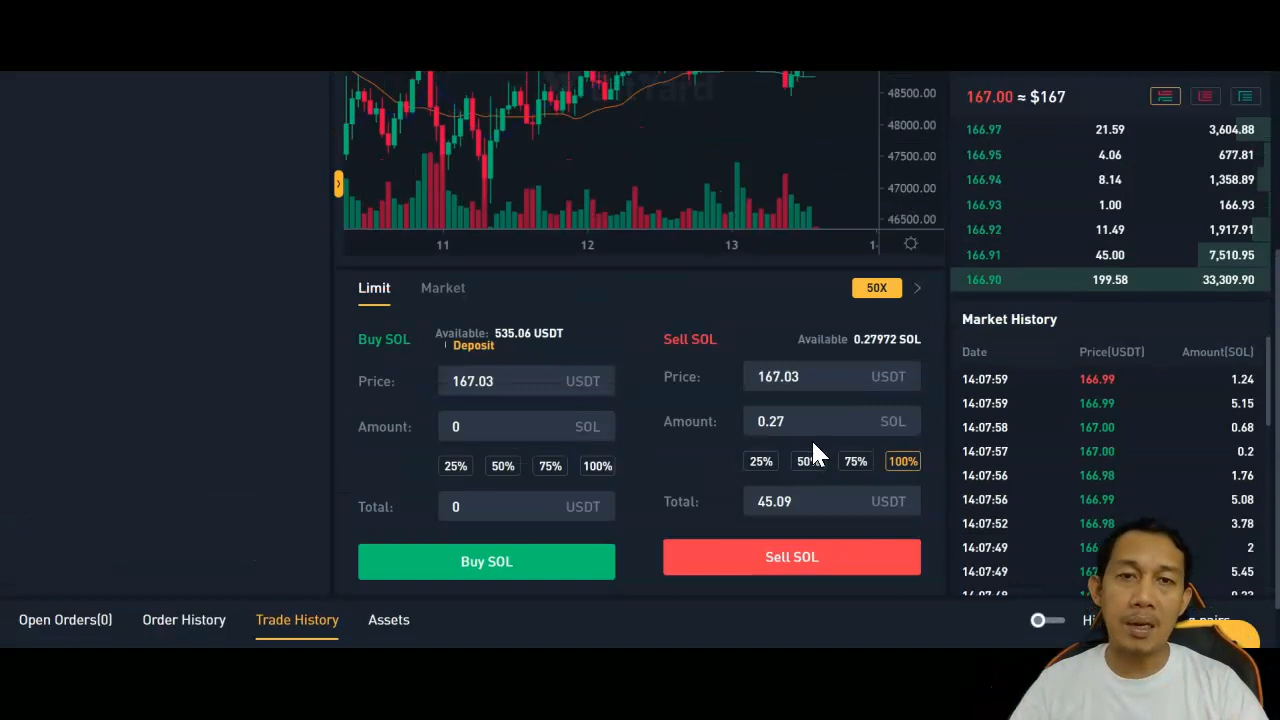 48500.00
48000.00
47500.00
47000.00
46500.00
11 12 13
167.00 ≈ $167
166.97 21.59 3,604.88
166.95 4.06 677.81
166.94 8.14 1,358.89
166.93 1.00 166.93
166.92 11.49 1,917.91
166.91 45.00 7,510.95
166.90 199.58 33,309.90
Limit Market 50X
Buy SOL Available: 535.06 USDT
Deposit
Price: 167.03 USDT
Amount: 0 SOL
25% 50% 75% 100%
Total: 0 USDT
Buy SOL
Sell SOL Available 0.27972 SOL
Price: 167.03 USDT
Amount: 0.27 SOL
25% 50% 75% 100%
Total: 45.09 USDT
Sell SOL
Market History
Date Price(USDT) Amount(SOL)
14:07:59 166.99 1.24
14:07:59 166.99 5.15
14:07:58 167.00 0.68
14:07:57 167.00 0.2
14:07:56 166.98 1.76
14:07:56 166.99 5.08
14:07:52 166.98 3.78
14:07:49 2
14:07:49 5.45
Open Orders(0) Order History Trade History Assets